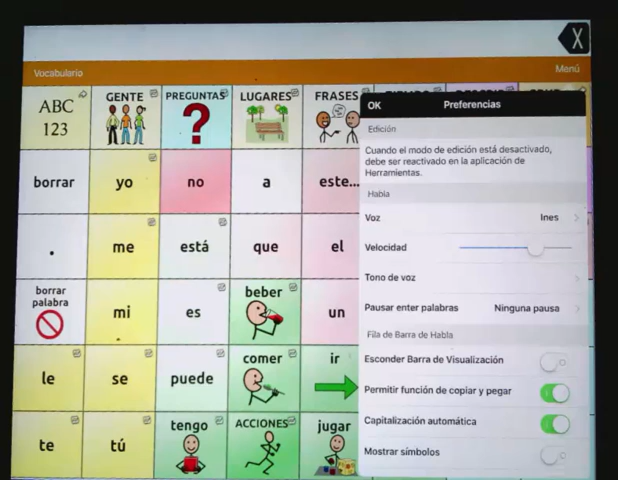 X
Vocabulario
Menú
ABC
123
GENTE
PREGUNTAS
LUGARES
FRASES
borrar
yo
no
a
este...
.
me
está
que
el
borrar
palabra
mi
es
beber
un
le
se
puede
comer
ir
te
tú
tengo
ACCIONES
jugar
OK
Preferencias
Edición
Cuando el modo de edición está desactivado,
debe ser reactivado en la aplicación de
Herramientas.
Habla
Voz
Ines
Velocidad
Tono de voz
Pausar enter palabras
Ninguna pausa
Fila de Barra de Habla
Esconder Barra de Visualización
Permitir función de copiar y pegar
Capitalización automática
Mostrar símbolos